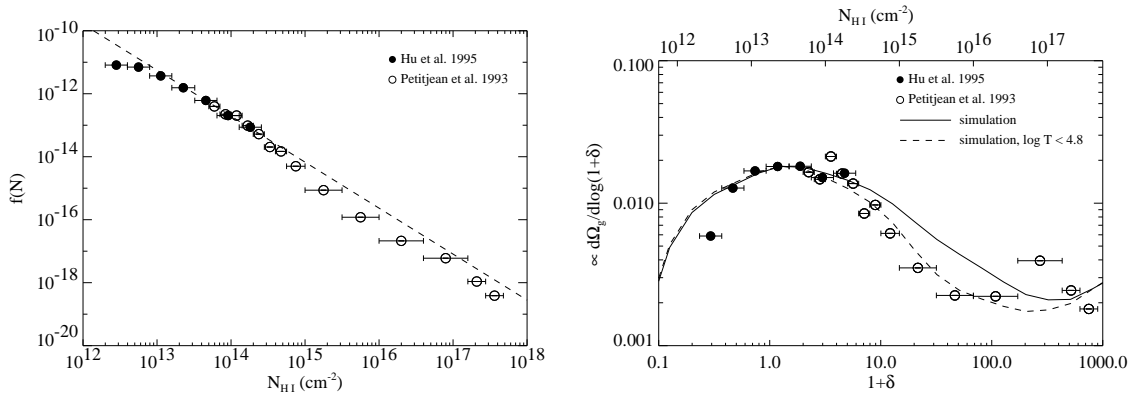 10^-10
10^-12
10^-14
10^-16
10^-18
10^-20
f(N)
Hu et al. 1995
Petitjean et al. 1993
10^12 10^13 10^14 10^15 10^16 10^17 10^18
N_H I (cm^-2)
N_H I (cm^-2)
10^12 10^13 10^14 10^15 10^16 10^17
0.100
0.010
0.001
∝ dΩ_g/dlog(1+δ)
Hu et al. 1995
Petitjean et al. 1993
simulation
simulation, log T < 4.8
0.1 1.0 10.0 100.0 1000.0
1+δ